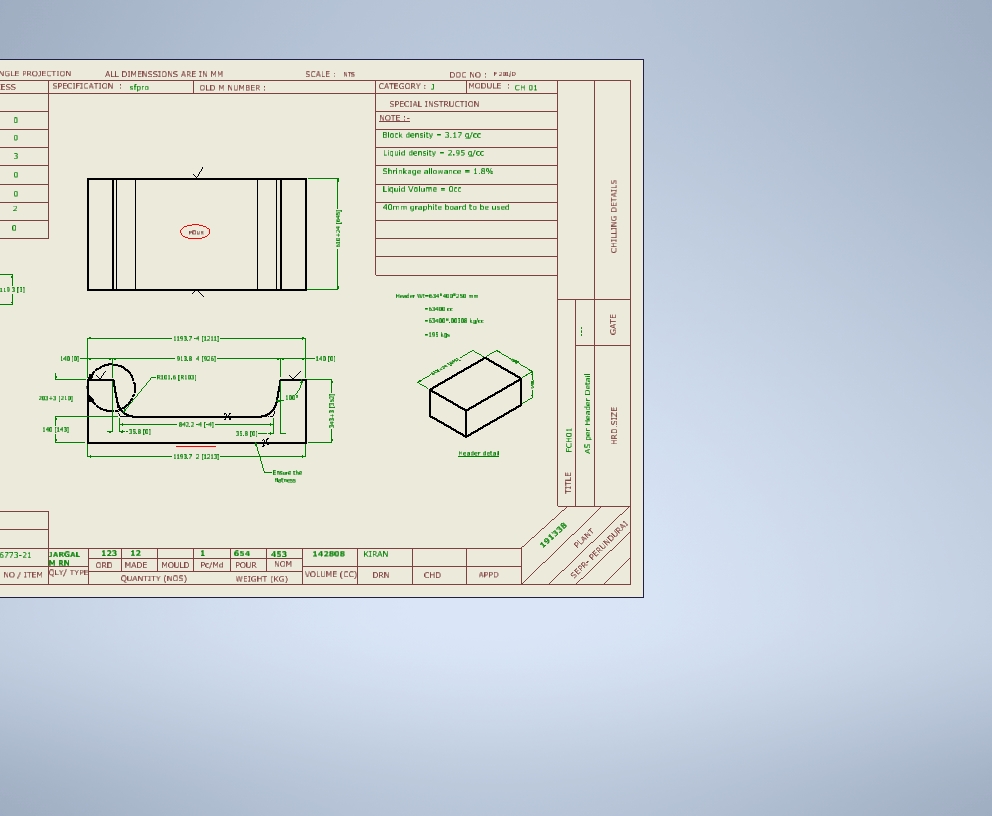 NGLE PROJECTION ALL DIMENSSIONS ARE IN MM SCALE : NTS DOC NO : F 20B/D
ESS SPECIFICATION : sfpro OLD M NUMBER : CATEGORY : J MODULE : CH 01
SPECIAL INSTRUCTION
NOTE :-
0
Block density = 3.17 g/cc
0
Liquid density = 2.95 g/cc
3
Shrinkage allowance = 1.8%
0
Liquid Volume = 0cc
0
40mm graphite board to be used
2
0
Header Wt=634*400*250 mm
=63400 cc
=63400*.00308 kg/cc
=195 kgs
1193.7 -4 [1211]
140 [0] 913.8 -4 [926] 140 [0]
R101.6 [R103]
100°
203+3 [210]
343+3 [352]
842.2 -4 [-4]
140 [143] 35.8 [0] 35.8 [0]
1193.7 -2 [1213]
Ensure the
flatness
Header detail
CHILLING DETAILS
GATE
---
HRD.SIZE
AS per Header Detail
TITLE FCH01
191338
PLANT
SEPR- PERUNDURAI
6773-21 JARGAL 123 12 1 654 453 142808 KIRAN
M RN ORD MADE MOULD Pc/Md POUR NOM
NO / ITEM QLY/ TYPE QUANTITY (NOS) WEIGHT (KG) VOLUME (CC) DRN CHD APPD